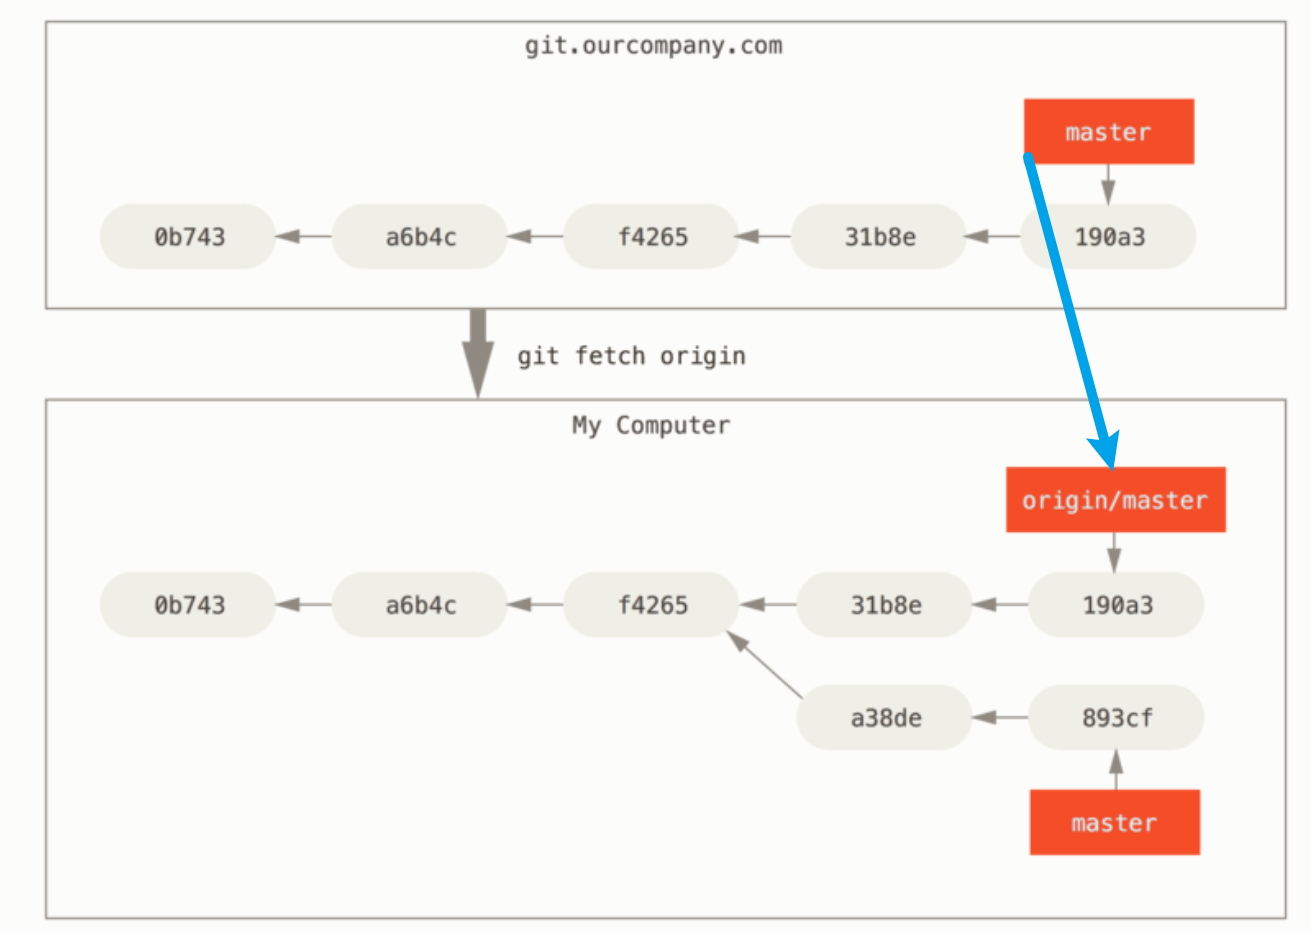 git.ourcompany.com
master
0b743
a6b4c
f4265
31b8e
190a3
git fetch origin
My Computer
origin/master
0b743
a6b4c
f4265
31b8e
190a3
a38de
893cf
master